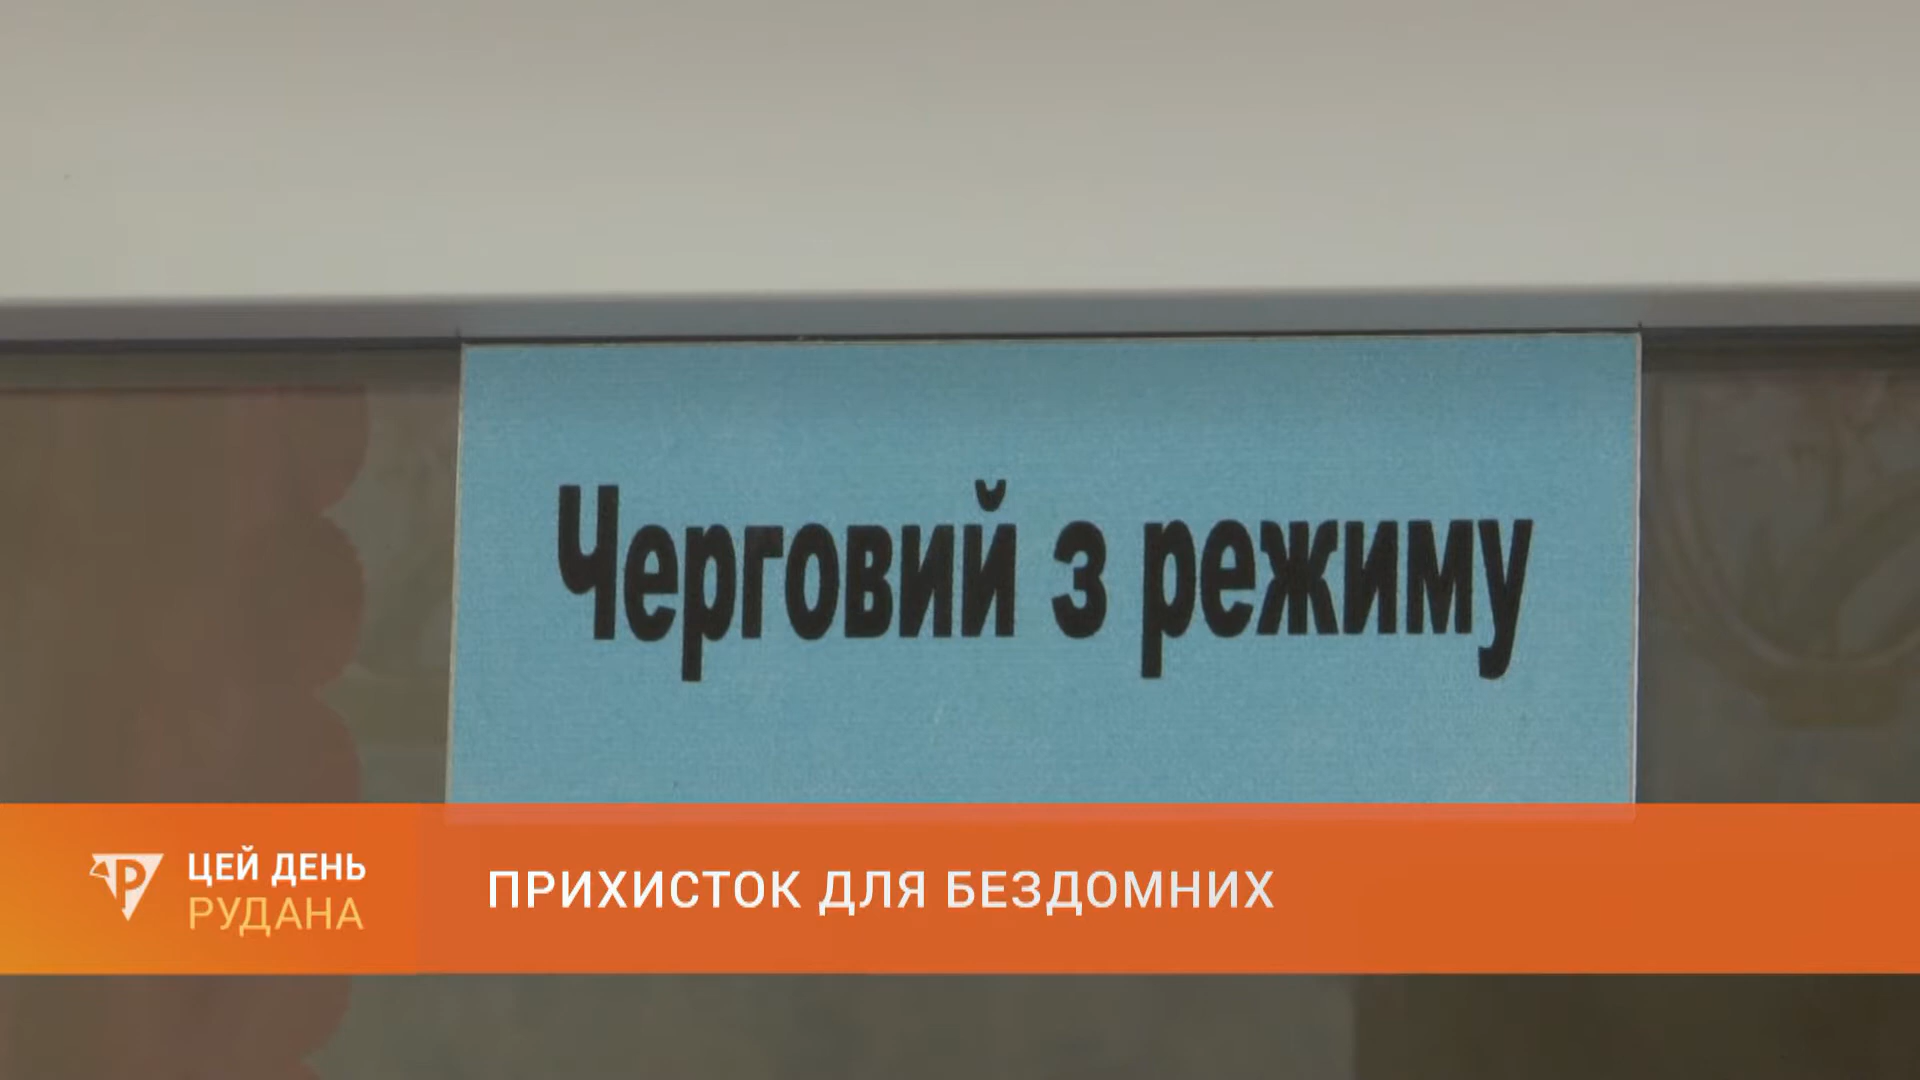 Черговий з режиму
ЦЕЙ ДЕНЬ
РУДАНА
ПРИХИСТОК ДЛЯ БЕЗДОМНИХ